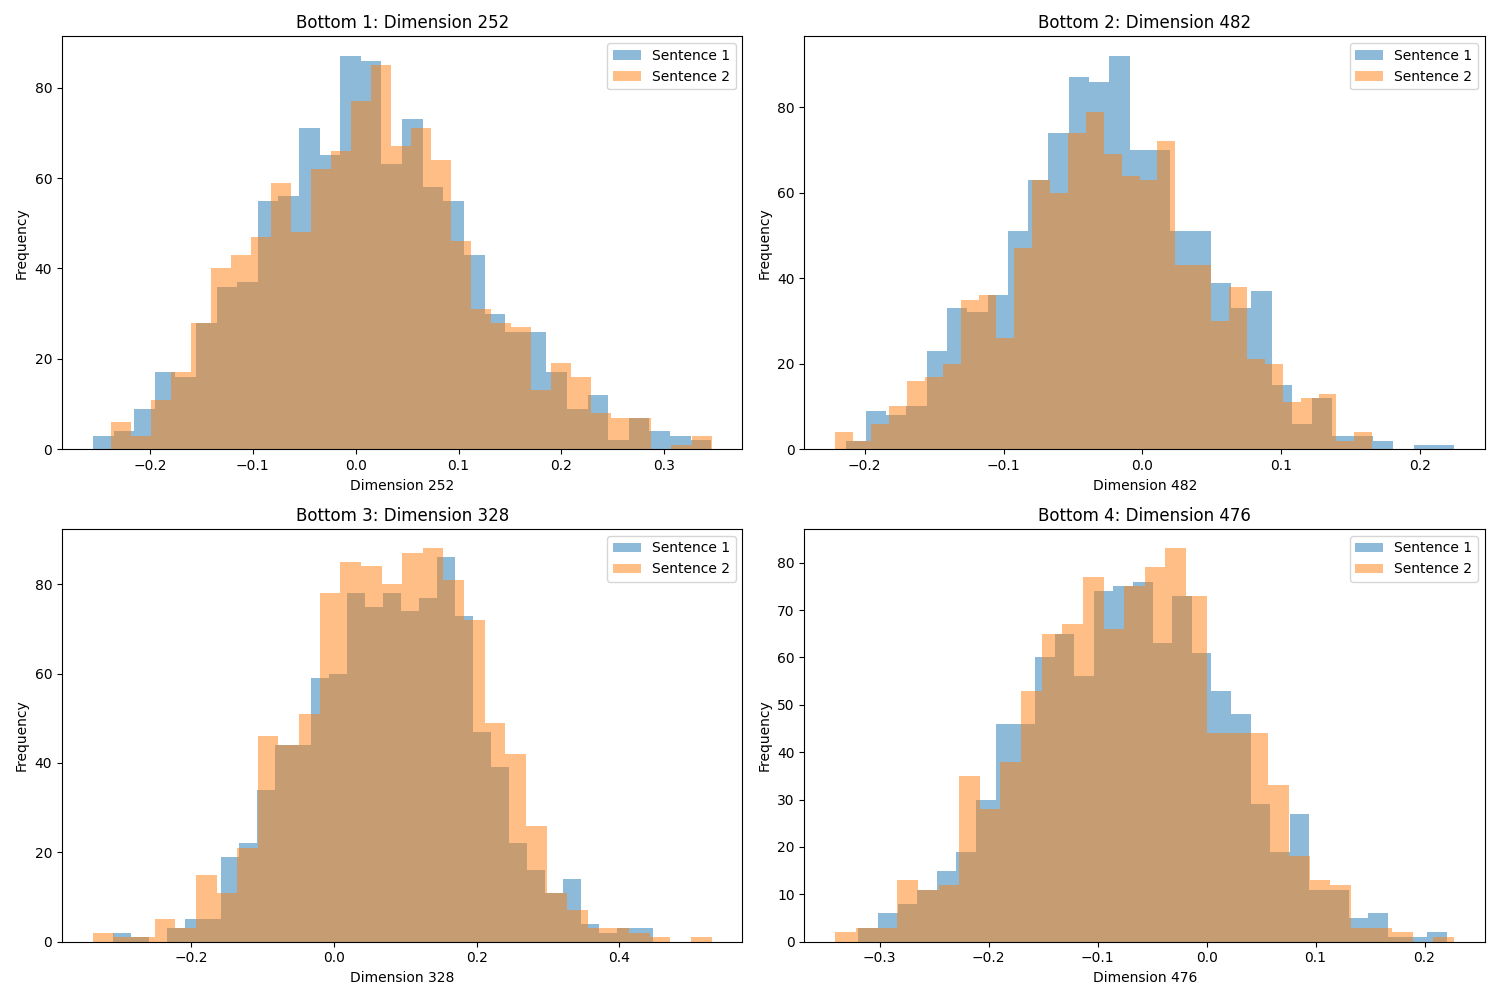 Bottom 1: Dimension 252
Sentence 1
Sentence 2
Frequency
80
60
40
20
0
−0.2 −0.1 0.0 0.1 0.2 0.3
Dimension 252
Bottom 2: Dimension 482
Sentence 1
Sentence 2
Frequency
80
60
40
20
0
−0.2 −0.1 0.0 0.1 0.2
Dimension 482
Bottom 3: Dimension 328
Sentence 1
Sentence 2
Frequency
80
60
40
20
0
−0.2 0.0 0.2 0.4
Dimension 328
Bottom 4: Dimension 476
Sentence 1
Sentence 2
Frequency
80
70
60
50
40
30
20
10
0
−0.3 −0.2 −0.1 0.0 0.1 0.2
Dimension 476